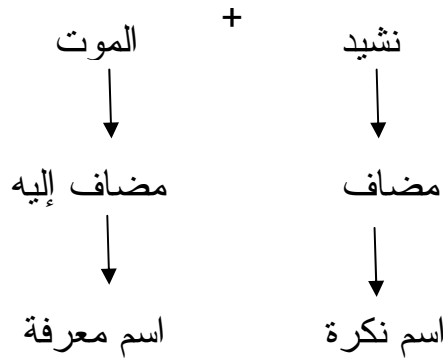 نشيد + الموت
مضاف مضاف إليه
اسم نكرة اسم معرفة